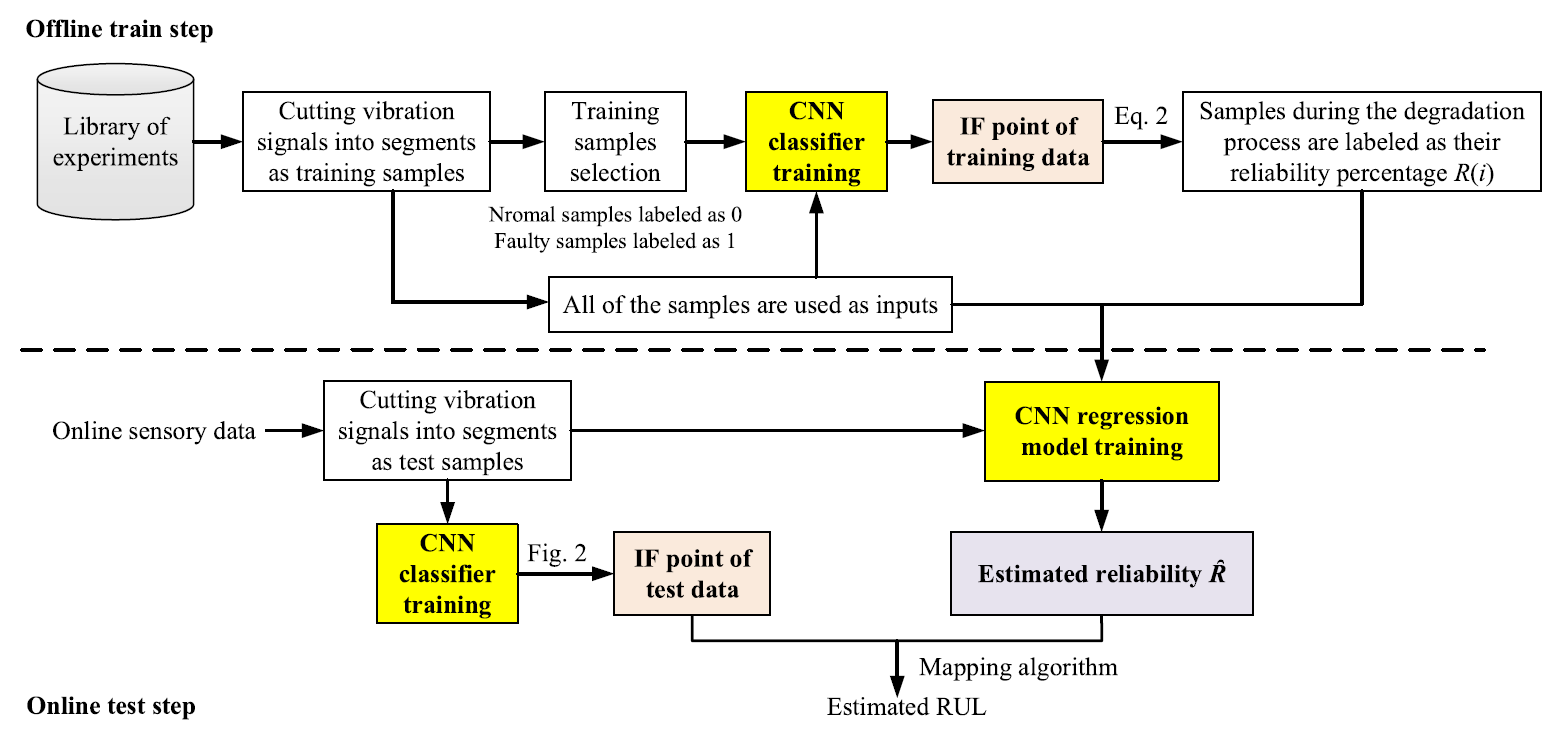 Offline train step
Library of
experiments
Cutting vibration
signals into segments
as training samples
Training
samples
selection
CNN
classifier
training
IF point of
training data
Eq. 2
Samples during the degradation
process are labeled as their
reliability percentage R(i)
Nromal samples labeled as 0
Faulty samples labeled as 1
All of the samples are used as inputs
Online sensory data
Cutting vibration
signals into segments
as test samples
CNN regression
model training
CNN
classifier
training
Fig. 2
IF point of
test data
Estimated reliability R̂
Mapping algorithm
Estimated RUL
Online test step